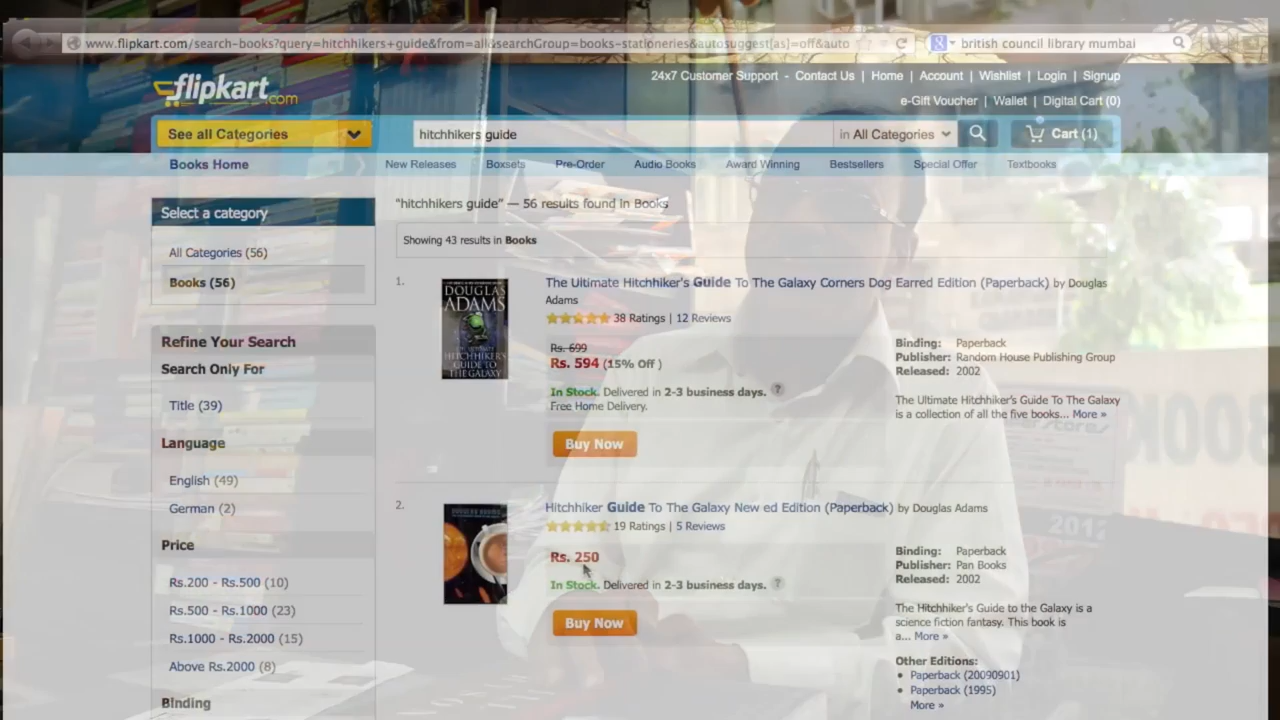 www.flipkart.com/search-books?query=hitchhikers+guide&from=all&searchGroup=books-stationeries&autosuggest[as]=off&auto
british council library mumbai
flipkart.com
24x7 Customer Support - Contact Us | Home | Account | Wishlist | Login | Signup
e-Gift Voucher | Wallet | Digital Cart (0)
See all Categories
hitchhikers guide
in All Categories
Cart (1)
Books Home
New Releases
Boxsets
Pre-Order
Audio Books
Award Winning
Bestsellers
Special Offer
Textbooks
Select a category
All Categories (56)
Books (56)
Refine Your Search
Search Only For
Title (39)
Language
English (49)
German (2)
Price
Rs.200 - Rs.500 (10)
Rs.500 - Rs.1000 (23)
Rs.1000 - Rs.2000 (15)
Above Rs.2000 (8)
Binding
"hitchhikers guide" — 56 results found in Books
Showing 43 results in Books
1.
DOUGLAS
ADAMS
HITCHHIKER'S
GUIDE TO
THE GALAXY
The Ultimate Hitchhiker's Guide To The Galaxy Corners Dog Earred Edition (Paperback) by Douglas
Adams
38 Ratings | 12 Reviews
Rs. 699
Rs. 594 (15% Off )
In Stock. Delivered in 2-3 business days. ?
Free Home Delivery.
Buy Now
Binding: Paperback
Publisher: Random House Publishing Group
Released: 2002
The Ultimate Hitchhiker's Guide To The Galaxy
is a collection of all the five books... More »
2.
Hitchhiker Guide To The Galaxy New ed Edition (Paperback) by Douglas Adams
19 Ratings | 5 Reviews
Rs. 250
In Stock. Delivered in 2-3 business days. ?
Buy Now
Binding: Paperback
Publisher: Pan Books
Released: 2002
The Hitchhiker's Guide to the Galaxy is a
science fiction fantasy. This book is
a... More »
Other Editions:
Paperback (20090901)
Paperback (1995)
More »
BOOK
2012